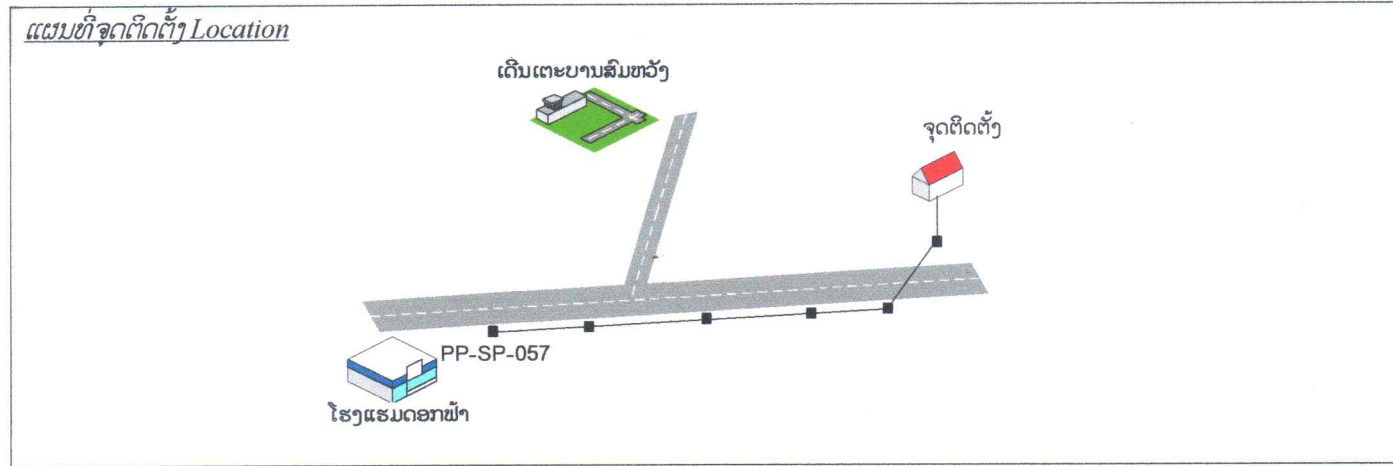 ແຜນທີ່ຈຸດຕິດຕັ້ງ Location
ເດີ່ນເຕະບານສົມຫວັງ
ຈຸດຕິດຕັ້ງ
PP-SP-057
ໂຮງແຮມດອກຟ້າ